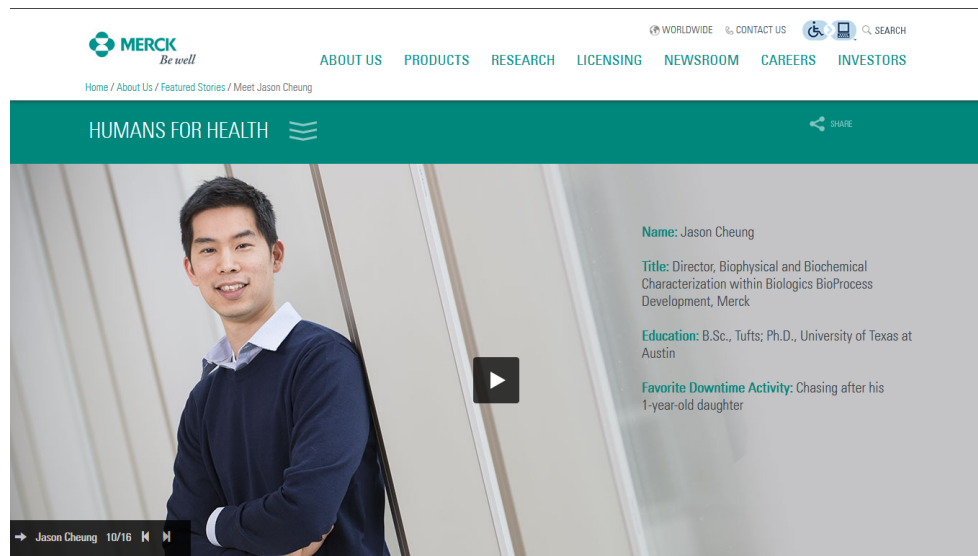 WORLDWIDE CONTACT US SEARCH
MERCK
Be well
ABOUT US PRODUCTS RESEARCH LICENSING NEWSROOM CAREERS INVESTORS
Home / About Us / Featured Stories / Meet Jason Cheung
HUMANS FOR HEALTH
SHARE
Name: Jason Cheung
Title: Director, Biophysical and Biochemical
Characterization within Biologics BioProcess
Development, Merck
Education: B.Sc., Tufts; Ph.D., University of Texas at
Austin
Favorite Downtime Activity: Chasing after his
1-year-old daughter
Jason Cheung 10/16